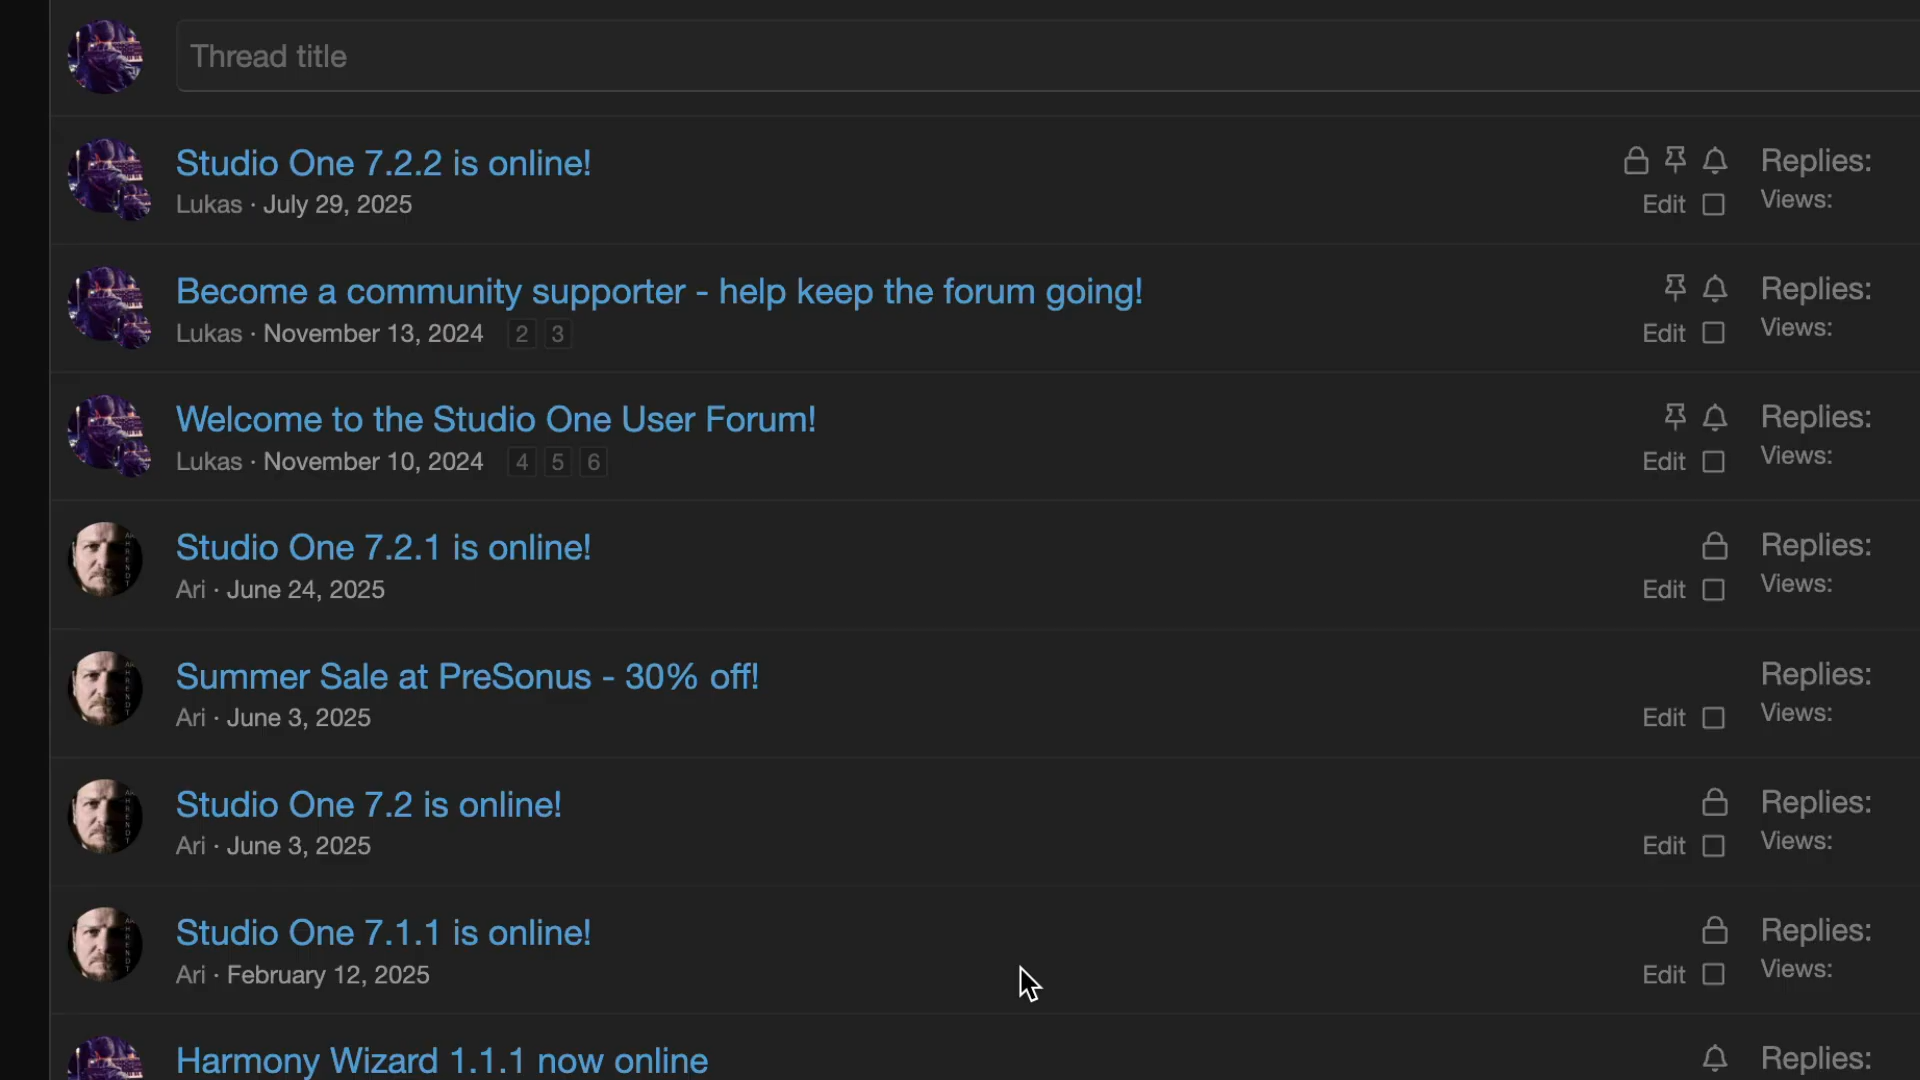 Thread title
Studio One 7.2.2 is online!
Replies:
Lukas · July 29, 2025
Edit
Views:
Become a community supporter - help keep the forum going!
Replies:
Lukas · November 13, 2024 2 3
Edit
Views:
Welcome to the Studio One User Forum!
Replies:
Lukas · November 10, 2024 4 5 6
Edit
Views:
Studio One 7.2.1 is online!
Replies:
Ari · June 24, 2025
Edit
Views:
Summer Sale at PreSonus - 30% off!
Replies:
Ari · June 3, 2025
Edit
Views:
Studio One 7.2 is online!
Replies:
Ari · June 3, 2025
Edit
Views:
Studio One 7.1.1 is online!
Replies:
Ari · February 12, 2025
Edit
Views:
Harmony Wizard 1.1.1 now online
Replies: